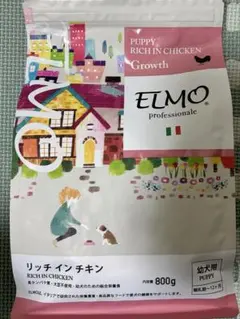 PUPPY
RICH IN CHICKEN
Growth
ELMO
ELMO®
professionale
リッチ イン チキン
RICH IN CHICKEN
内容量 800g
幼犬用
PUPPY